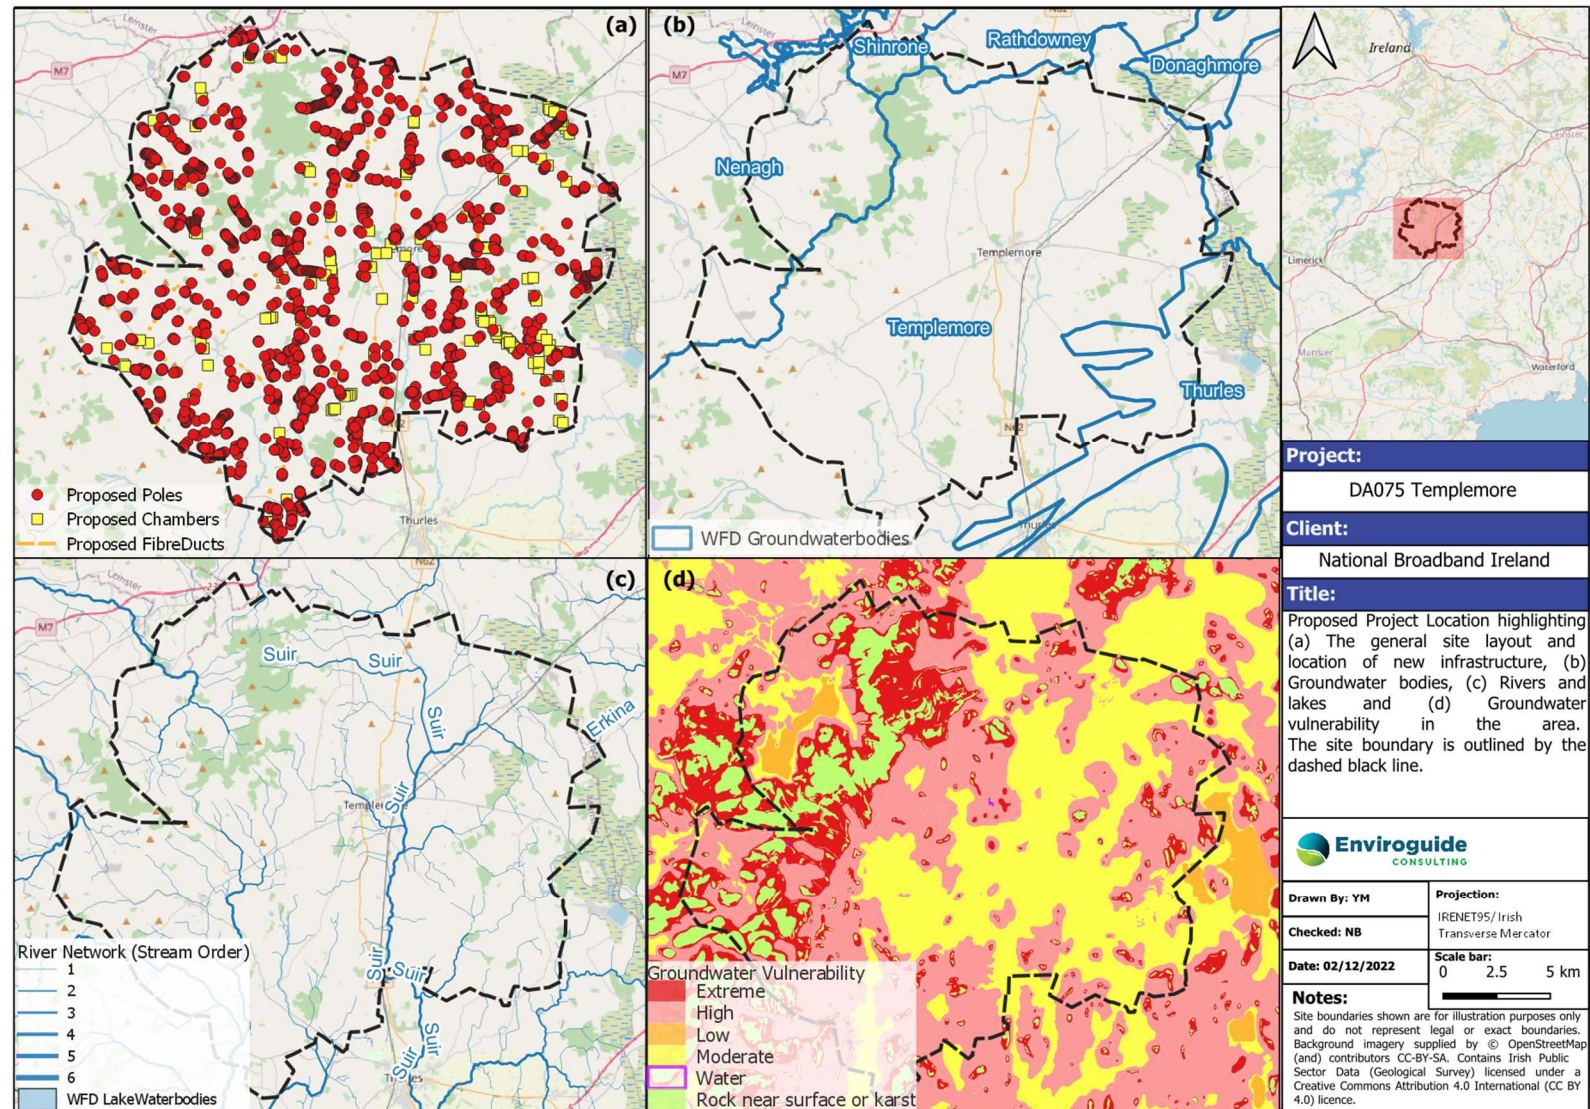 (a)
Leinster
M7
more
N62
Thurles
Proposed Poles
Proposed Chambers
Proposed FibreDucts
(b)
N62
Shinrone
Rathdowney
Donaghmore
M7
Nenagh
Templemore
Templemore
Thurles
N62
Thurles
WFD Groundwaterbodies
(c)
N62
Leinster
M7
Suir
Suir
Suir
Erkina
Suir
Suir
Suir
Suir
Suir
River Network (Stream Order)
1
2
3
4
5
6
WFD LakeWaterbodies
(d)
Groundwater Vulnerability
Extreme
High
Low
Moderate
Water
Rock near surface or karst
Ireland
Leinster
Limerick
Munster
Waterford
Project:
DA075 Templemore
Client:
National Broadband Ireland
Title:
Proposed Project Location highlighting
(a) The general site layout and
location of new infrastructure, (b)
Groundwater bodies, (c) Rivers and
lakes and (d) Groundwater
vulnerability in the area.
The site boundary is outlined by the
dashed black line.
Enviroguide
CONSULTING
Drawn By: YM
Checked: NB
Date: 02/12/2022
Projection:
IRENET95/ Irish
Transverse Mercator
Scale bar:
0 2.5 5 km
Notes:
Site boundaries shown are for illustration purposes only
and do not represent legal or exact boundaries.
Background imagery supplied by © OpenStreetMap
(and) contributors CC-BY-SA. Contains Irish Public
Sector Data (Geological Survey) licensed under a
Creative Commons Attribution 4.0 International (CC BY
4.0) licence.